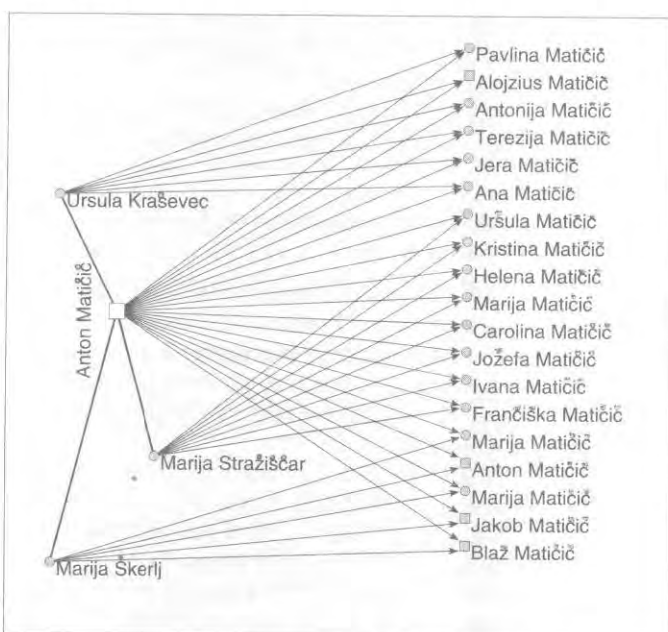 Pavlina Matičič
Alojzius Matičič
Antonija Matičič
Terezija Matičič
Jera Matičič
Ana Matičič
Uršula Matičič
Kristina Matičič
Helena Matičič
Marija Matičič
Carolina Matičič
Jožefa Matičič
Ivana Matičič
Frančiška Matičič
Marija Matičič
Anton Matičič
Marija Matičič
Jakob Matičič
Blaž Matičič
Ursula Kraševec
Anton Matičič
Marija Stražiščar
Marija Škerlj